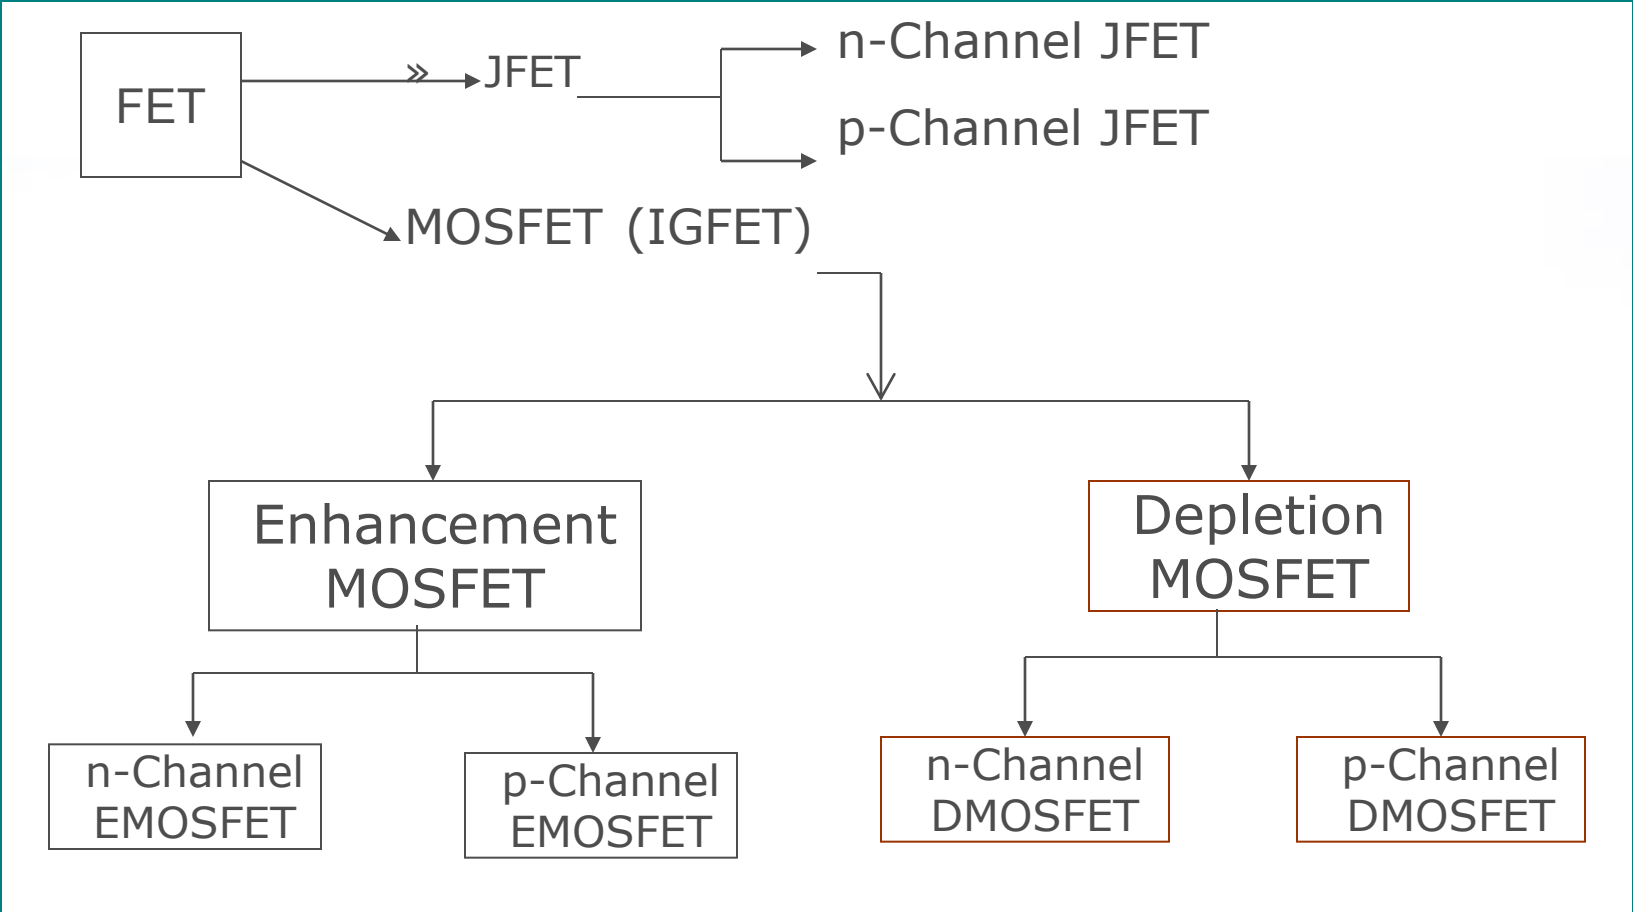 FET
» JFET
n-Channel JFET
p-Channel JFET
MOSFET (IGFET)
Enhancement
MOSFET
Depletion
MOSFET
n-Channel
EMOSFET
p-Channel
EMOSFET
n-Channel
DMOSFET
p-Channel
DMOSFET